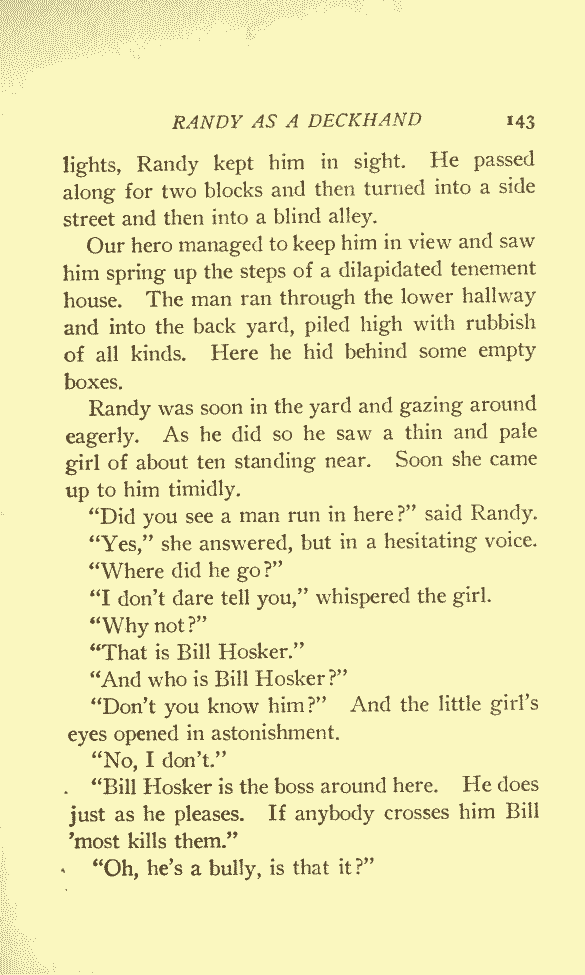 RANDY AS A DECKHAND 143
lights, Randy kept him in sight. He passed
along for two blocks and then turned into a side
street and then into a blind alley.
Our hero managed to keep him in view and saw
him spring up the steps of a dilapidated tenement
house. The man ran through the lower hallway
and into the back yard, piled high with rubbish
of all kinds. Here he hid behind some empty
boxes.
Randy was soon in the yard and gazing around
eagerly. As he did so he saw a thin and pale
girl of about ten standing near. Soon she came
up to him timidly.
“Did you see a man run in here?” said Randy.
“Yes,” she answered, but in a hesitating voice.
“Where did he go?”
“I don’t dare tell you,” whispered the girl.
“Why not?”
“That is Bill Hosker.”
“And who is Bill Hosker?”
“Don’t you know him?” And the little girl’s
eyes opened in astonishment.
“No, I don’t.”
“Bill Hosker is the boss around here. He does
just as he pleases. If anybody crosses him Bill
’most kills them.”
“Oh, he’s a bully, is that it?”